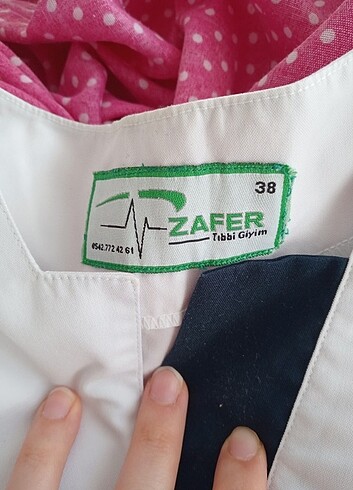 38
ZAFER
Tıbbi Giyim
0542.772 42 61